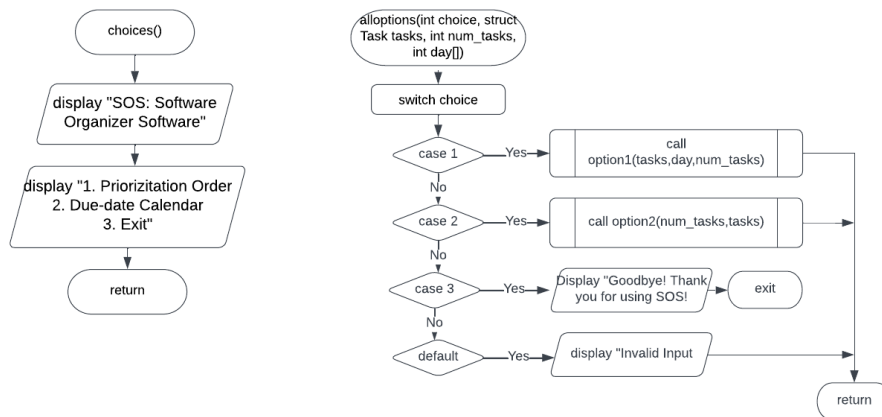 choices()
display "SOS: Software
Organizer Software"
display "1. Priorizitation Order
2. Due-date Calendar
3. Exit"
return
alloptions(int choice, struct
Task tasks, int num_tasks,
int day[])
switch choice
case 1
Yes
call
option1(tasks,day,num_tasks)
No
case 2
Yes
call option2(num_tasks,tasks)
No
case 3
Yes
Display "Goodbye! Thank
you for using SOS!
exit
No
default
Yes
display "Invalid Input
return